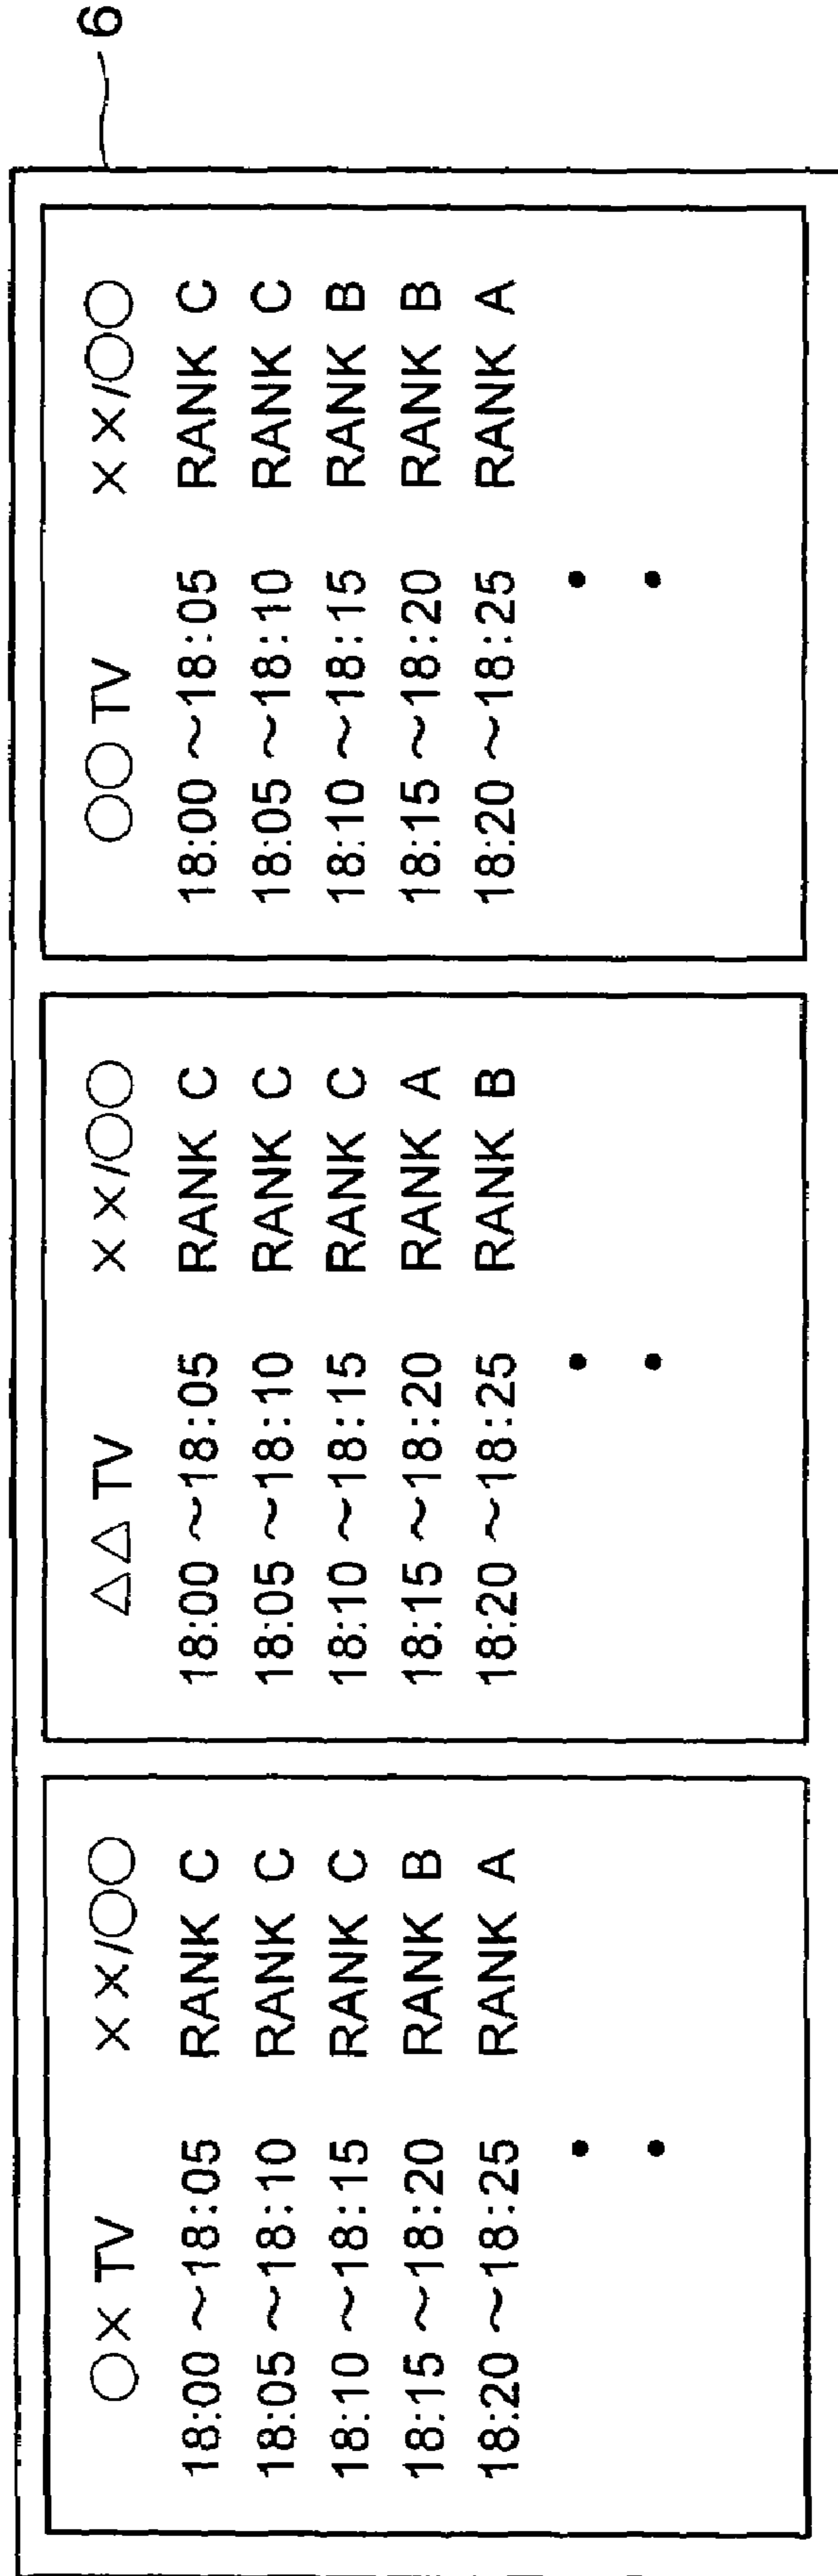 6
○× TV ××/○○
18:00 ~18:05 RANK C
18:05 ~18:10 RANK C
18:10 ~18:15 RANK C
18:15 ~18:20 RANK B
18:20 ~18:25 RANK A
△△ TV ××/○○
18:00 ~18:05 RANK C
18:05 ~18:10 RANK C
18:10 ~18:15 RANK C
18:15 ~18:20 RANK A
18:20 ~18:25 RANK B
○○ TV ××/○○
18:00 ~18:05 RANK C
18:05 ~18:10 RANK C
18:10 ~18:15 RANK B
18:15 ~18:20 RANK B
18:20 ~18:25 RANK A